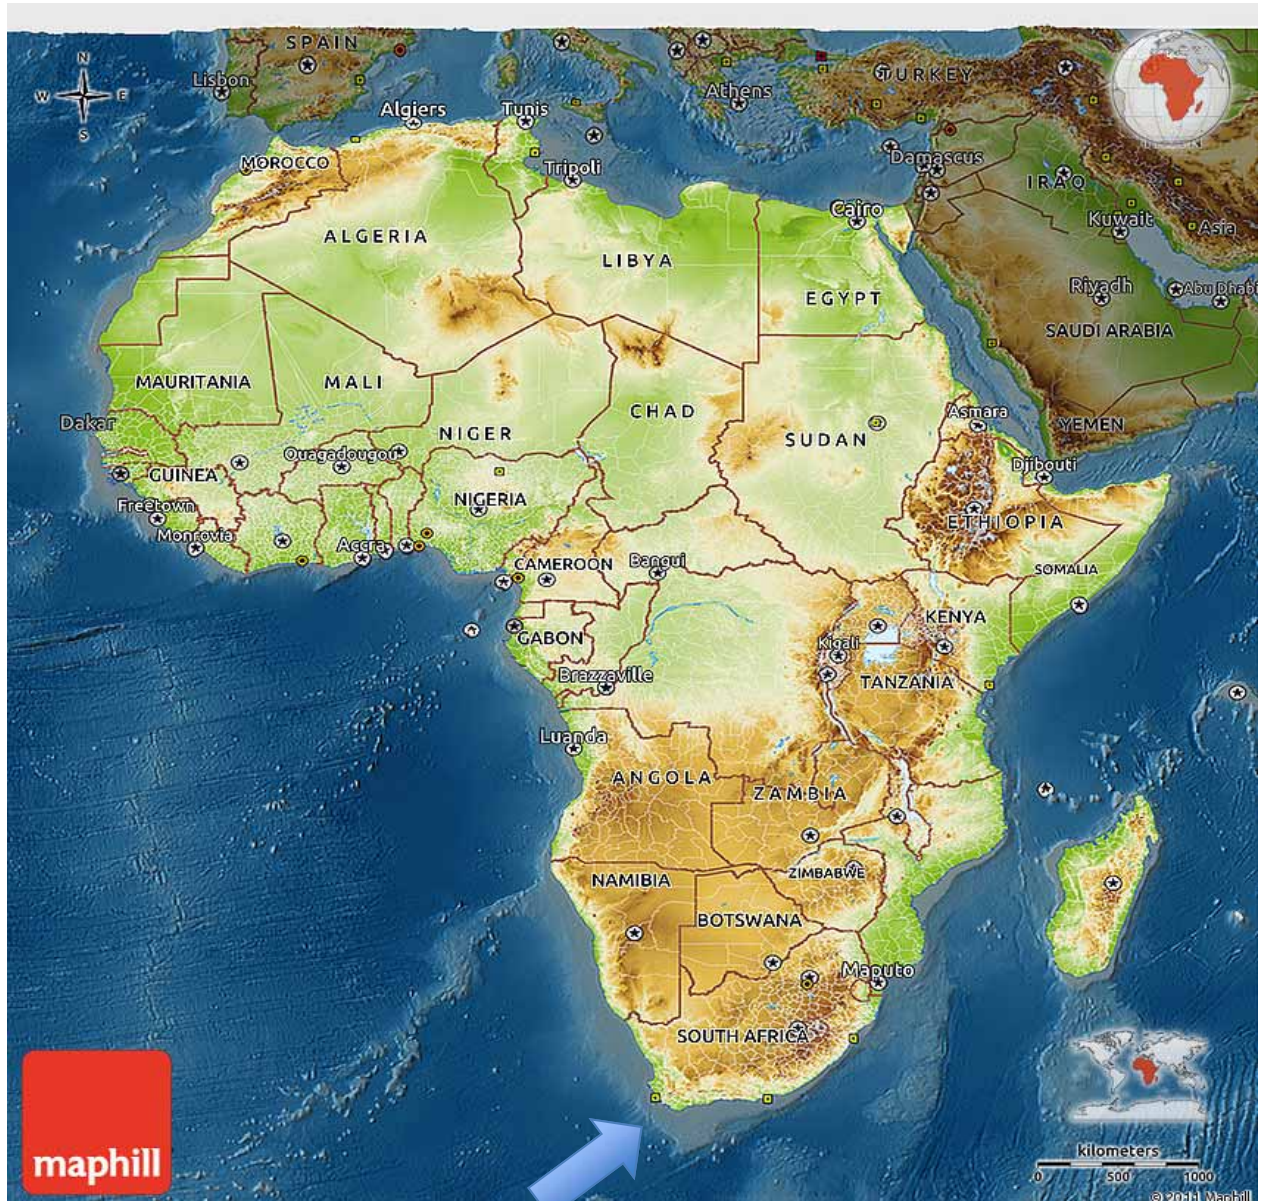 SPAIN
N
W E
S
Lisbon
TURKEY
Athens
Algiers
Tunis
Damascus
IRAQ
MOROCCO
Tripoli
Cairo
Kuwait
Asia
ALGERIA
LIBYA
EGYPT
Riyadh
Abu Dhabi
SAUDI ARABIA
MAURITANIA
MALI
CHAD
Dakar
NIGER
SUDAN
Asmara
YEMEN
Ouagadougou
GUINEA
Djibouti
NIGERIA
Freetown
ETHIOPIA
Monrovia
Accra
CAMEROON
Bangui
SOMALIA
KENYA
GABON
Kigali
Brazzaville
TANZANIA
Luanda
ANGOLA
ZAMBIA
NAMIBIA
ZIMBABWE
BOTSWANA
Maputo
SOUTH AFRICA
maphill
kilometers
0 500 1000
© 2011 Maphill